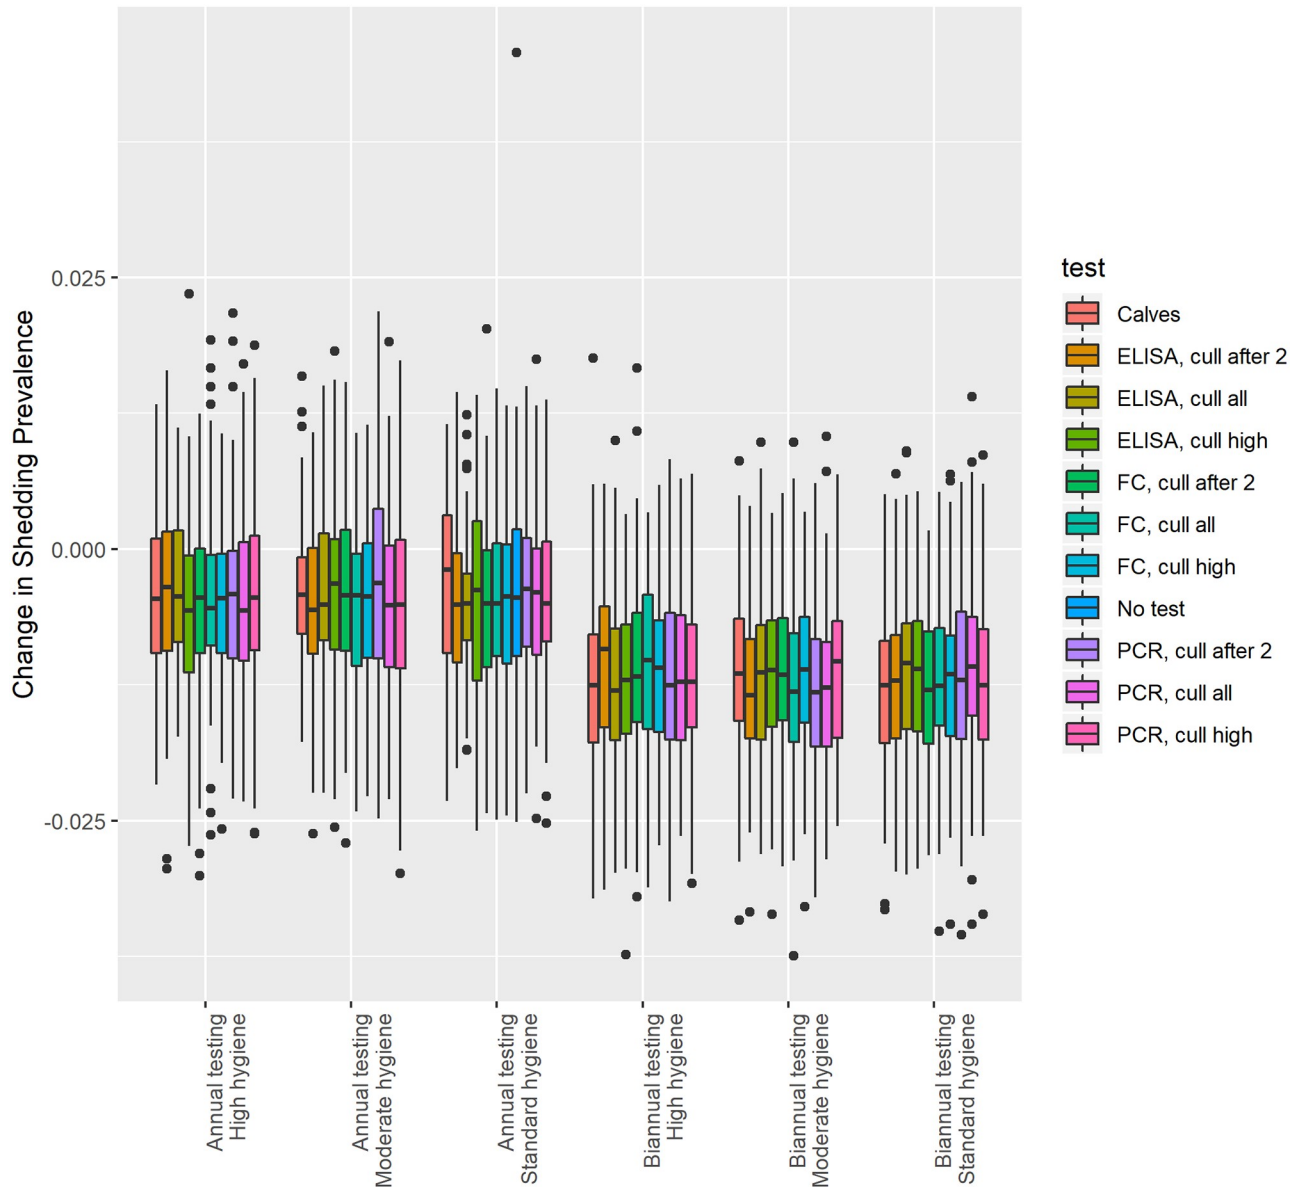 Change in Shedding Prevalence
0.025
0.000
-0.025
Annual testing
High hygiene
Annual testing
Moderate hygiene
Annual testing
Standard hygiene
Biannual testing
High hygiene
Biannual testing
Moderate hygiene
Biannual testing
Standard hygiene
test
Calves
ELISA, cull after 2
ELISA, cull all
ELISA, cull high
FC, cull after 2
FC, cull all
FC, cull high
No test
PCR, cull after 2
PCR, cull all
PCR, cull high